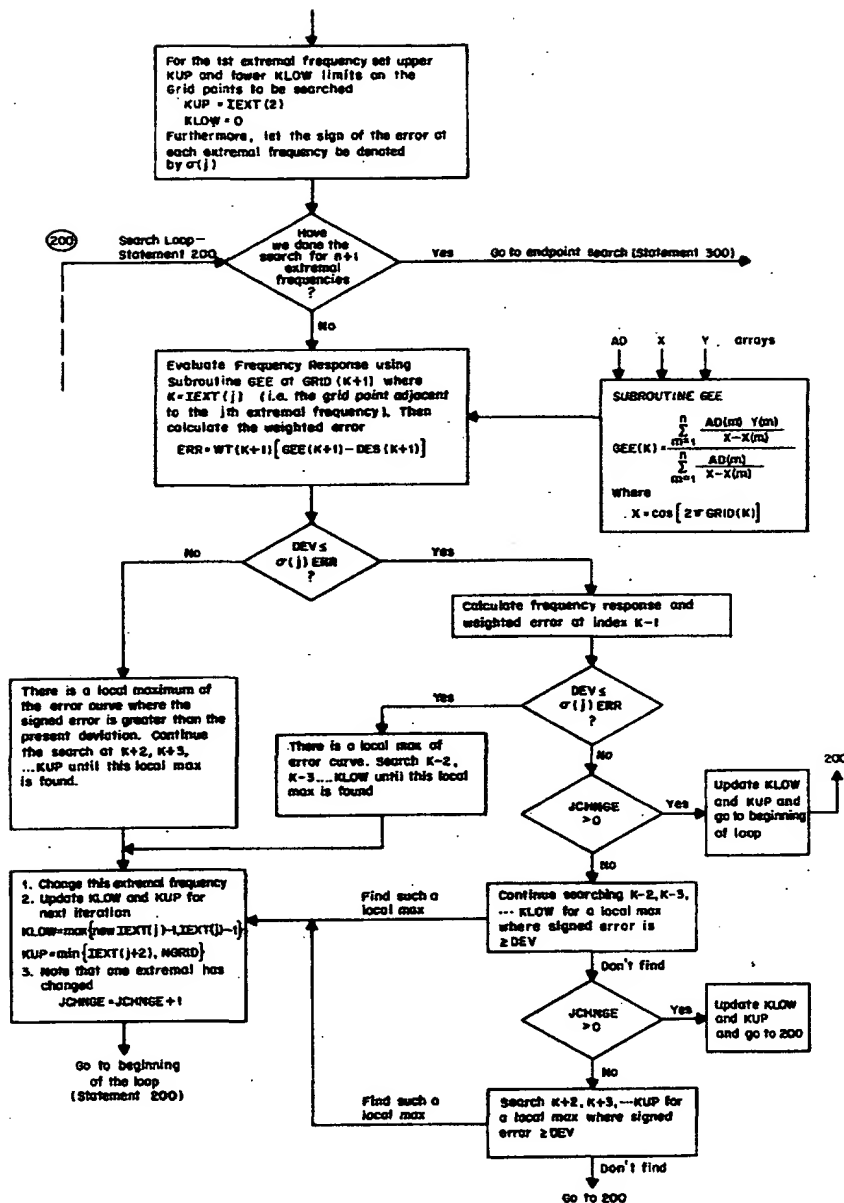 For the 1st extremal frequency set upper
KUP and lower KLOW limits on the
Grid points to be searched
KUP = IEXT(2)
KLOW = 0
Furthermore, let the sign of the error at
each extremal frequency be denoted
by σ(j)
200
Search Loop—
Statement 200
Have
we done the
search for n+1
extremal
frequencies
?
Yes
Go to endpoint search (Statement 300)
No
Evaluate Frequency Response using
Subroutine GEE at GRID (K+1) where
K=IEXT(j) (i.e. the grid point adjacent
to the jth extremal frequency). Then
calculate the weighted error
ERR=WT(K+1)[GEE(K+1)−DES(K+1)]
AD X Y arrays
SUBROUTINE GEE
GEE(K)= \frac{\sum_{m=1}^{n} \frac{AD(m) Y(m)}{X-X(m)}}{\sum_{m=1}^{n} \frac{AD(m)}{X-X(m)}}
Where
X=cos[2π GRID(K)]
No
DEV≤
σ(j)ERR
?
Yes
Calculate frequency response and
weighted error at index K-1
There is a local maximum of
the error curve where the
signed error is greater than the
present deviation. Continue
the search at K+2, K+3,
...KUP until this local max
is found.
Yes
DEV≤
σ(j)ERR
?
No
There is a local max of
error curve. Search K-2,
K-3....KLOW until this local
max is found
JCHNGE
>0
Yes
Update KLOW
and KUP and
go to beginning
of loop
200
No
1. Change this extremal frequency
2. Update KLOW and KUP for
next iteration
KLOW=max{new IEXT(j)-1,IEXT(j)-1}
KUP=min{IEXT(j+2), NGRID}
3. Note that one extremal has
changed
JCHNGE=JCHNGE+1
Go to beginning
of the loop
(Statement 200)
Find such a
local max
Continue searching K-2,K-3,
... KLOW for a local max
where signed error is
≥DEV
Don't find
JCHNGE
>0
Yes
Update KLOW
and KUP
and go to 200
No
Find such a
local max
Search K+2, K+3, ...KUP for
a local max where signed
error ≥DEV
Don't find
Go to 200